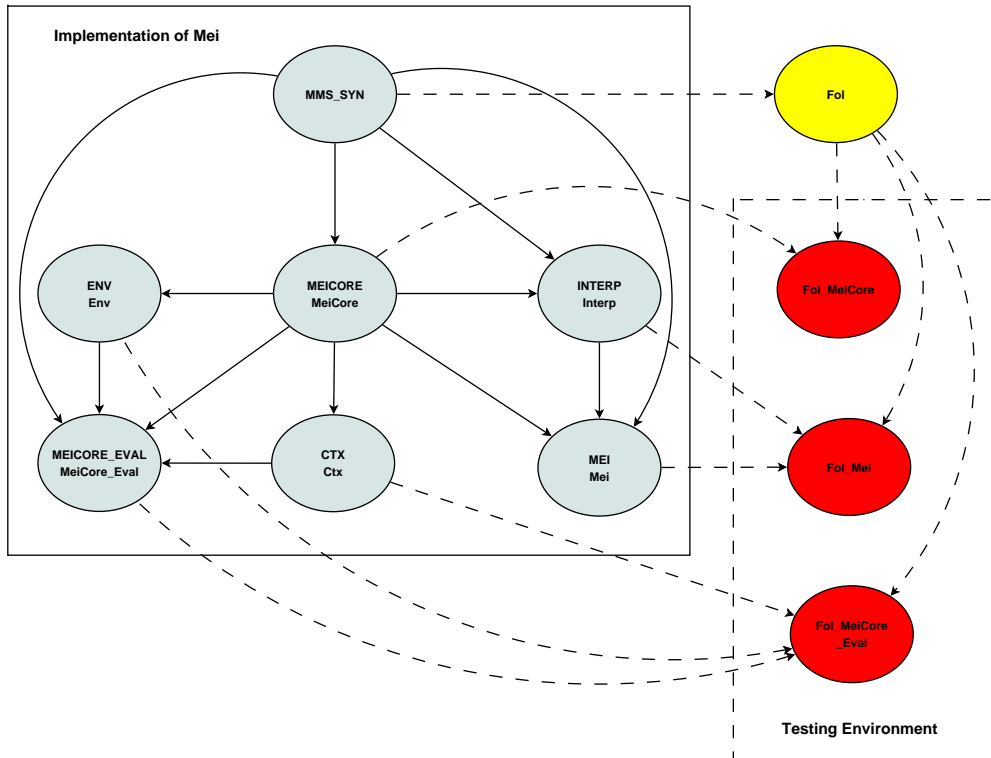 Implementation of Mei
MMS_SYN
Fol
ENV
Env
MEICORE
MeiCore
INTERP
Interp
Fol_MeiCore
MEICORE_EVAL
MeiCore_Eval
CTX
Ctx
MEI
Mei
Fol_Mei
Fol_MeiCore
_Eval
Testing Environment